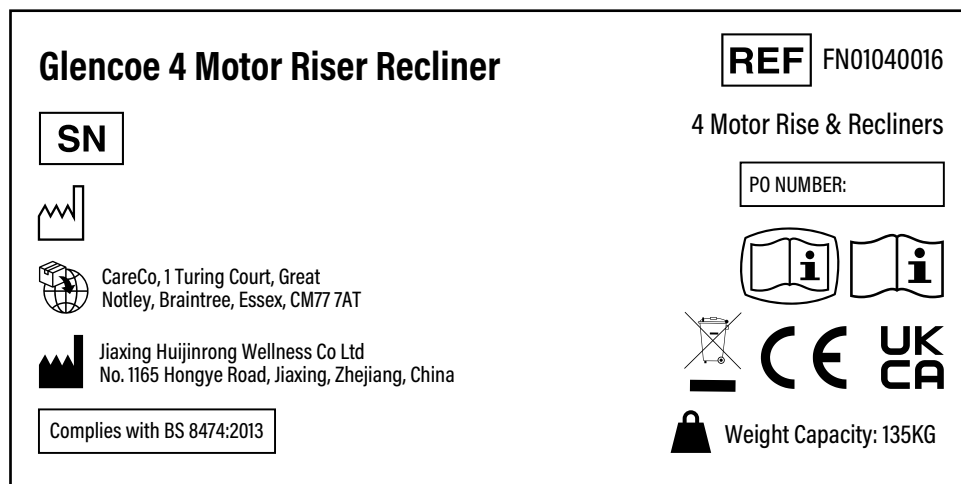 Glencoe 4 Motor Riser Recliner
REF FN01040016
4 Motor Rise & Recliners
SN
PO NUMBER:
CareCo, 1 Turing Court, Great
Notley, Braintree, Essex, CM77 7AT
Jiaxing Huijinrong Wellness Co Ltd
No. 1165 Hongye Road, Jiaxing, Zhejiang, China
Complies with BS 8474:2013
i
i
CE
UK
CA
Weight Capacity: 135KG